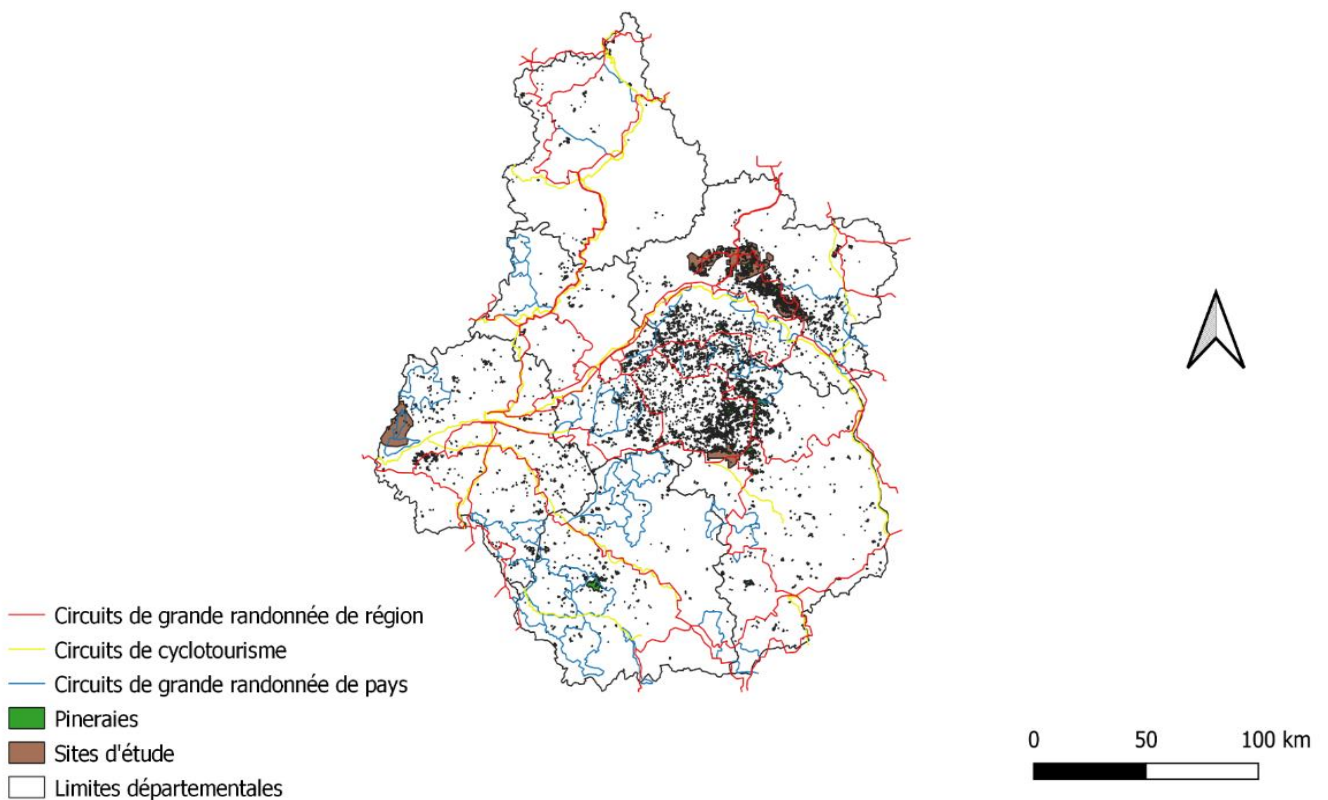 Circuits de grande randonnée de région
Circuits de cyclotourisme
Circuits de grande randonnée de pays
Pineraies
Sites d'étude
Limites départementales
0 50 100 km